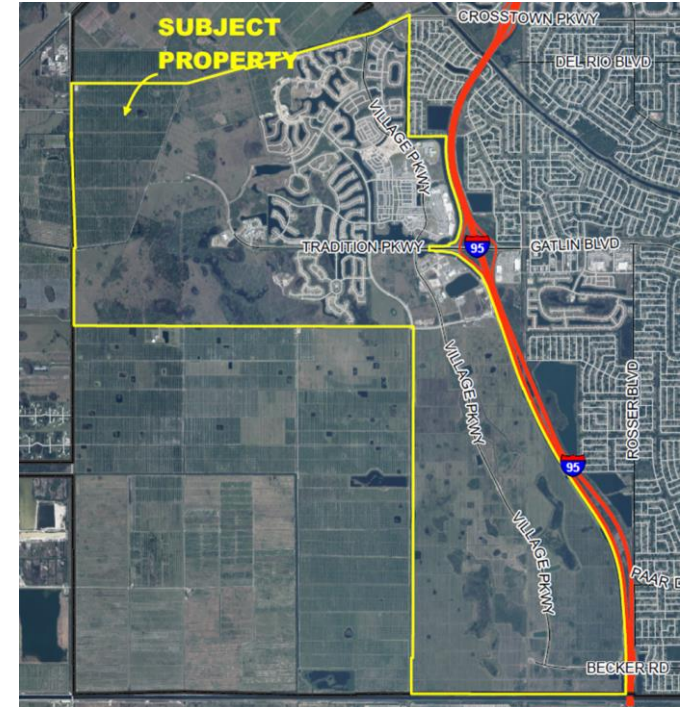 SUBJECT
PROPERTY
CROSSTOWN PKWY
DEL RIO BLVD
VILLAGE PKWY
TRADITION PKWY
95
GATLIN BLVD
VILLAGE PKWY
ROSSER BLVD
95
VILLAGE PKWY
PAAR D
BECKER RD